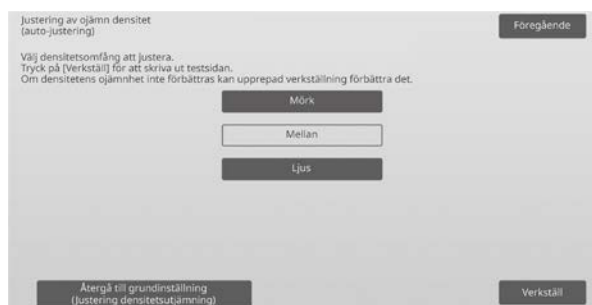 Justering av ojämn densitet
(auto-justering)
Föregående
Välj densitetsomfång att justera.
Tryck på [Verkställ] för att skriva ut testsidan.
Om densitetens ojämnhet inte förbättras kan upprepad verkställning förbättra det.
Mörk
Mellan
Ljus
Återgå till grundinställning
(Justering densitetsutjämning)
Verkställ